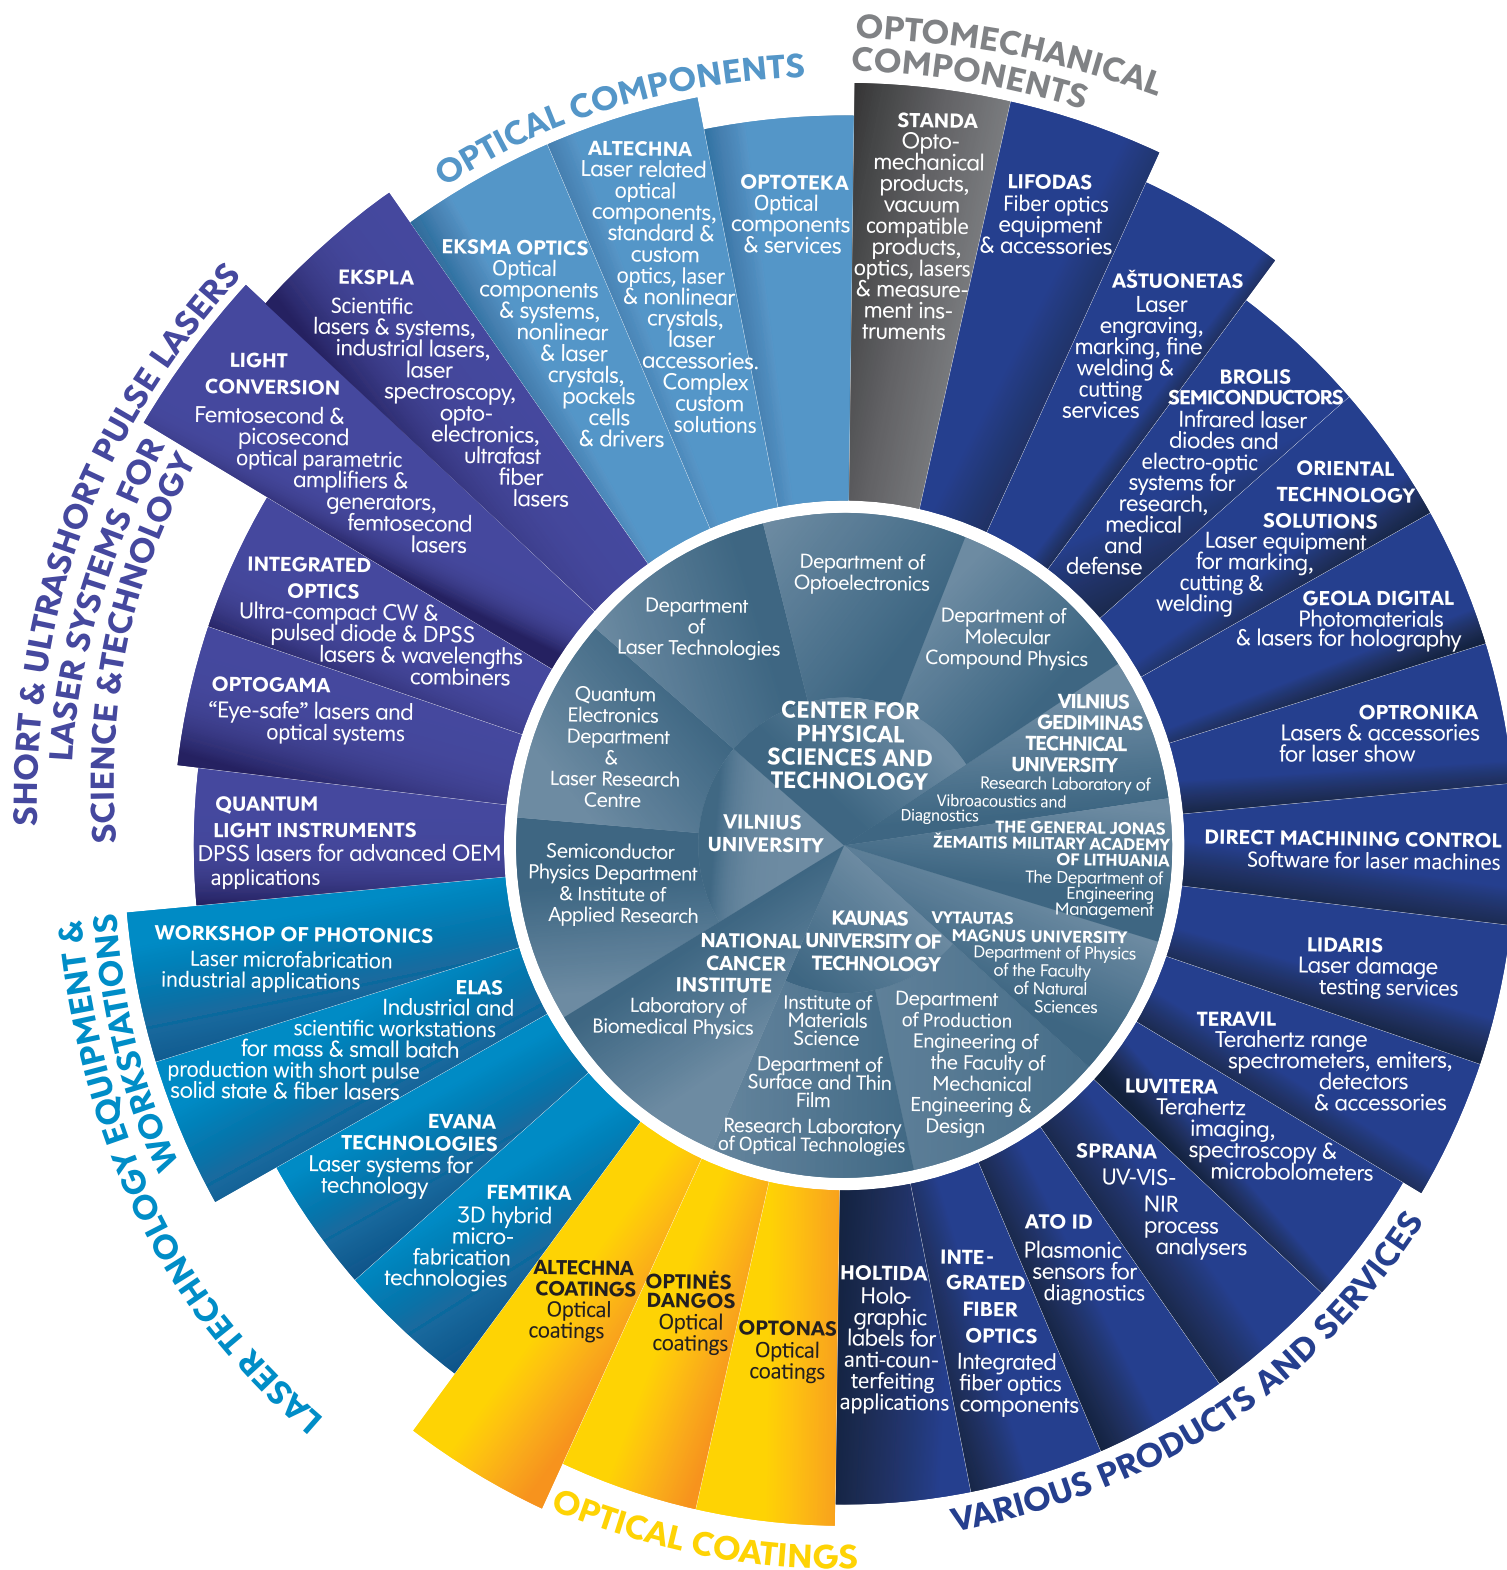 OPTOMECHANICAL
COMPONENTS
STANDA
Opto-
mechanical
products,
vacuum
compatible
products,
optics, lasers
& measure-
ment ins-
truments
LIFODAS
Fiber optics
equipment
& accessories
AŠTUONETAS
Laser
engraving,
marking, fine
welding &
cutting
services
BROLIS
SEMICONDUCTORS
Infrared laser
diodes and
electro-optic
systems for
research,
medical
and
defense
ORIENTAL
TECHNOLOGY
SOLUTIONS
Laser equipment
for marking,
cutting &
welding
GEOLA DIGITAL
Photomaterials
& lasers for holography
OPTRONIKA
Lasers & accessories
for laser show
DIRECT MACHINING CONTROL
Software for laser machines
LIDARIS
Laser damage
testing services
TERAVIL
Terahertz range
spectrometers, emiters,
detectors
& accessories
LUVITERA
Terahertz
imaging,
spectroscopy &
microbolometers
SPRANA
UV-VIS-
NIR
process
analysers
ATO ID
Plasmonic
sensors for
diagnostics
INTE-
GRATED
FIBER
OPTICS
Integrated
fiber optics
components
HOLTIDA
Holo-
graphic
labels for
anti-coun-
terfeiting
applications
VARIOUS PRODUCTS AND SERVICES
OPTONAS
Optical
coatings
OPTINĖS
DANGOS
Optical
coatings
ALTECHNA
COATINGS
Optical
coatings
OPTICAL COATINGS
FEMTIKA
3D hybrid
micro-
fabrication
technologies
EVANA
TECHNOLOGIES
Laser systems for
technology
ELAS
Industrial and
scientific workstations
for mass & small batch
production with short pulse
solid state & fiber lasers
WORKSHOP OF PHOTONICS
Laser microfabrication
industrial applications
LASER TECHNOLOGY EQUIPMENT &
WORKSTATIONS
QUANTUM
LIGHT INSTRUMENTS
DPSS lasers for advanced OEM
applications
OPTOGAMA
“Eye-safe” lasers and
optical systems
INTEGRATED
OPTICS
Ultra-compact CW &
pulsed diode & DPSS
lasers & wavelengths
combiners
LIGHT
CONVERSION
Femtosecond &
picosecond
optical parametric
amplifiers &
generators,
femtosecond
lasers
EKSPLA
Scientific
lasers & systems,
industrial lasers,
laser
spectroscopy,
opto-
electronics,
ultrafast
fiber
lasers
SHORT & ULTRASHORT PULSE LASERS
LASER SYSTEMS FOR
SCIENCE &TECHNOLOGY
OPTICAL COMPONENTS
EKSMA OPTICS
Optical
components
& systems,
nonlinear
& laser
crystals,
pockels
cells
& drivers
ALTECHNA
Laser related
optical
components,
standard &
custom
optics, laser
& nonlinear
crystals,
laser
accessories.
Complex
custom
solutions
OPTOTEKA
Optical
components
& services
CENTER FOR
PHYSICAL
SCIENCES AND
TECHNOLOGY
Department
of
Laser Technologies
Department of
Optoelectronics
Department of
Molecular
Compound Physics
VILNIUS
GEDIMINAS
TECHNICAL
UNIVERSITY
Research Laboratory of
Vibroacoustics and
Diagnostics
THE GENERAL JONAS
ŽEMAITIS MILITARY ACADEMY
OF LITHUANIA
The Department of
Engineering
Management
VYTAUTAS
MAGNUS UNIVERSITY
Department of Physics
of the Faculty
of Natural
Sciences
KAUNAS
UNIVERSITY OF
TECHNOLOGY
Department
of Production
Engineering of
the Faculty of
Mechanical
Engineering &
Design
Institute of
Materials
Science
Department of
Surface and Thin
Film
Research Laboratory
of Optical Technologies
NATIONAL
CANCER
INSTITUTE
Laboratory of
Biomedical Physics
VILNIUS
UNIVERSITY
Semiconductor
Physics Department
& Institute of
Applied Research
Quantum
Electronics
Department
&
Laser Research
Centre